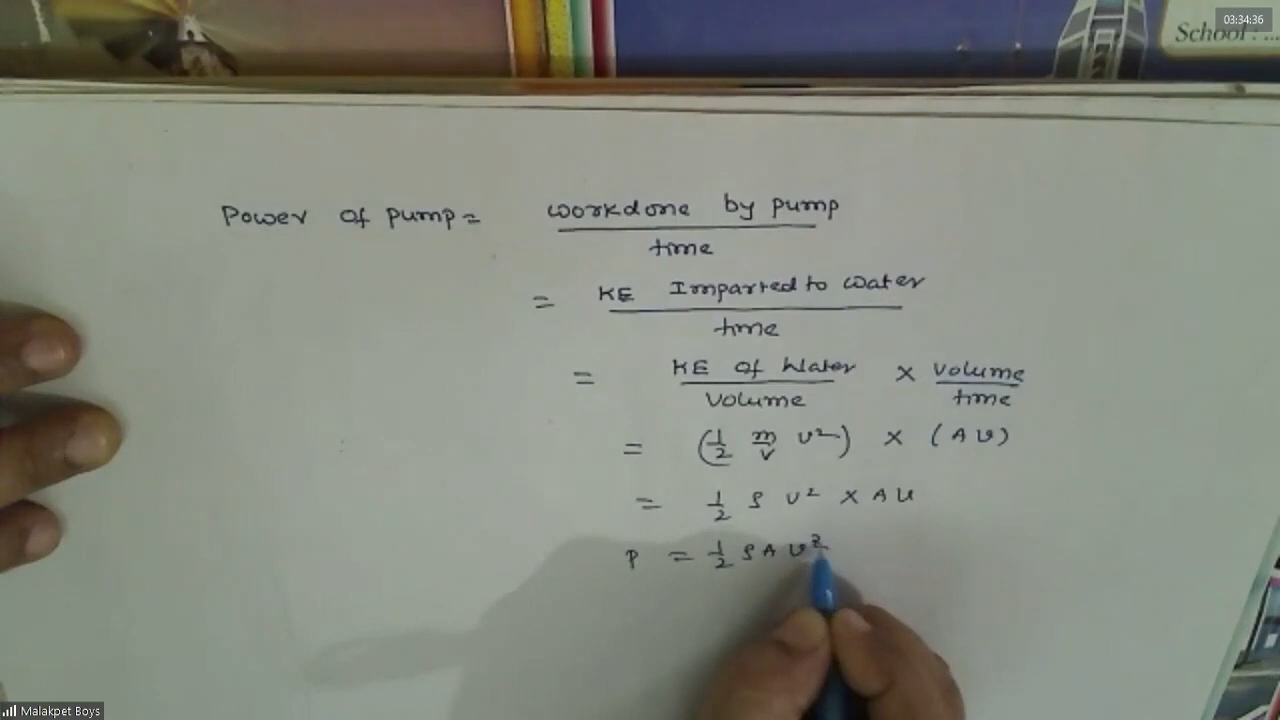 03:34:36
School : ...
Power of pump = workdone by pump / time
= KE Imparted to water / time
= KE of Water / Volume × Volume / time
= (1/2 m/v v²) × (A v)
= 1/2 ρ v² × A v
P = 1/2 ρ A v³
Malakpet Boys